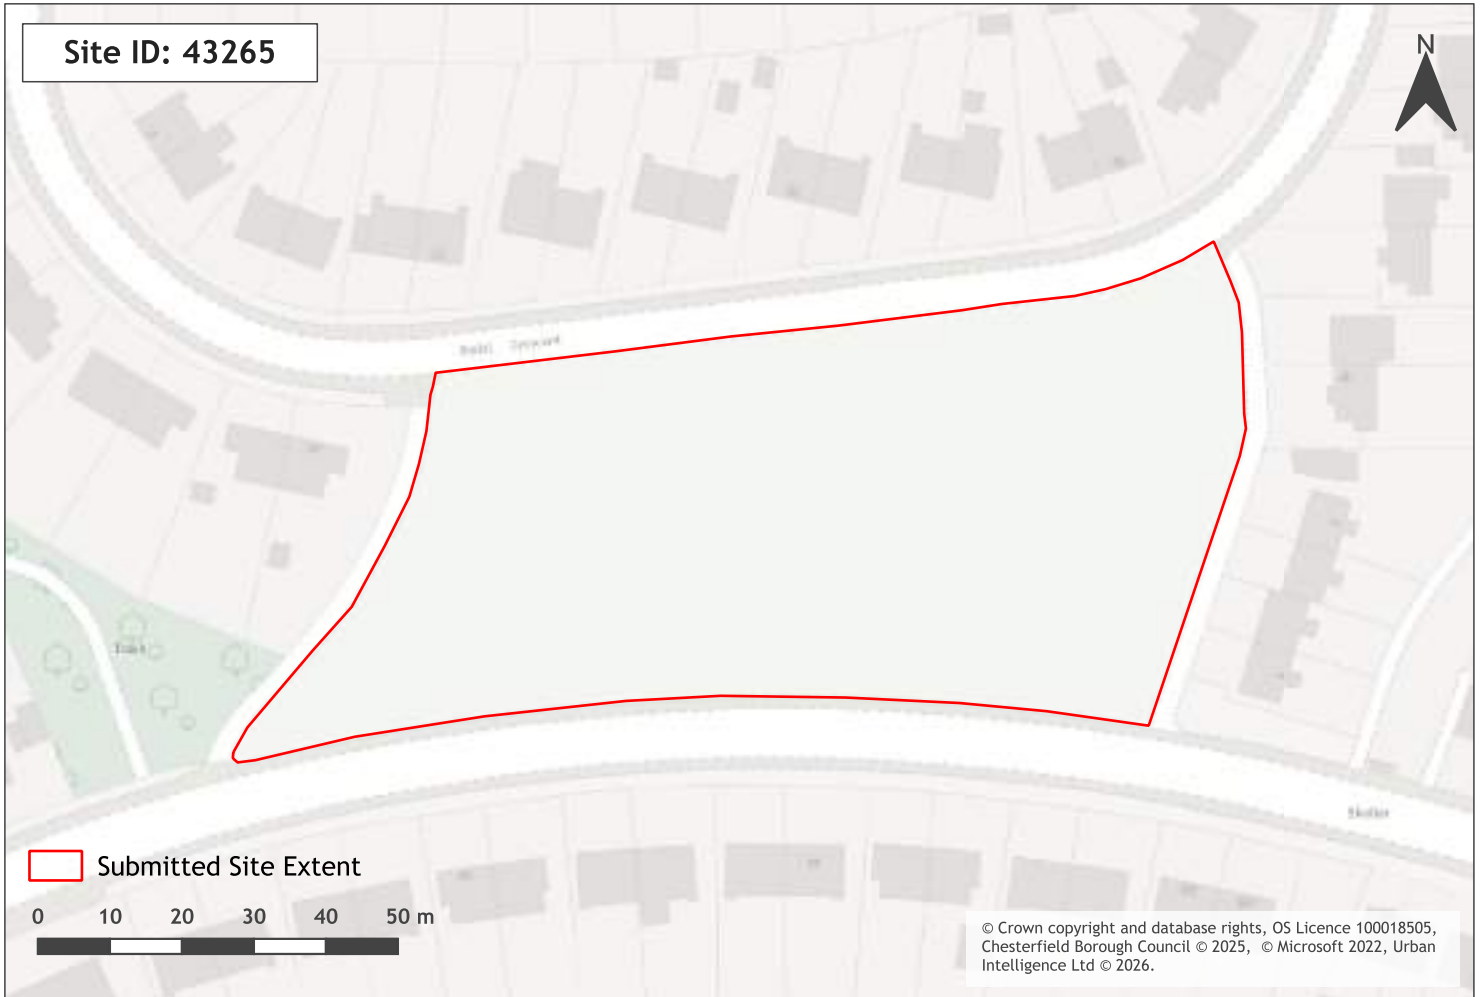 Site ID: 43265
N
Submitted Site Extent
0 10 20 30 40 50 m
© Crown copyright and database rights, OS Licence 100018505,
Chesterfield Borough Council © 2025, © Microsoft 2022, Urban
Intelligence Ltd © 2026.